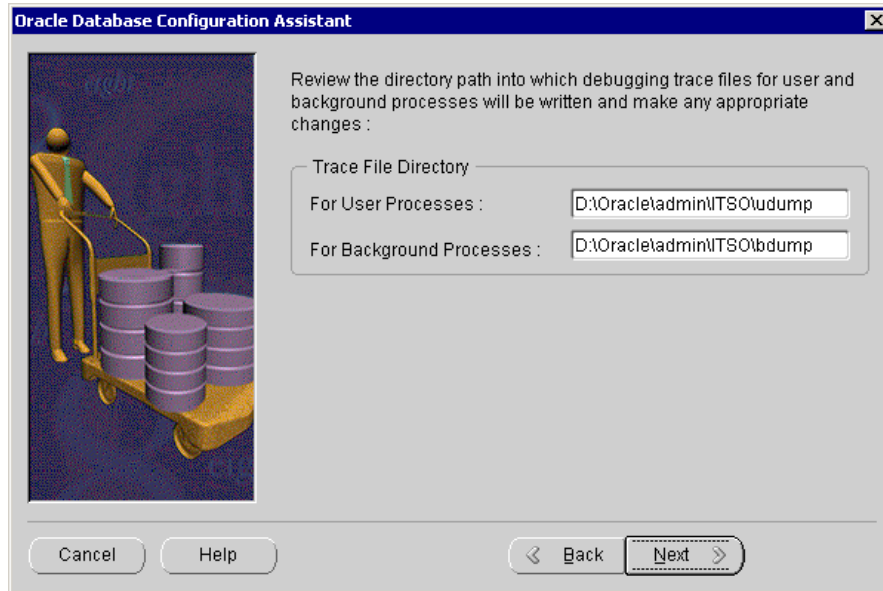 Oracle Database Configuration Assistant
Review the directory path into which debugging trace files for user and
background processes will be written and make any appropriate
changes :
Trace File Directory
For User Processes : D:\Oracle\admin\ITSO\udump
For Background Processes : D:\Oracle\admin\ITSO\bdump
Cancel Help Back Next